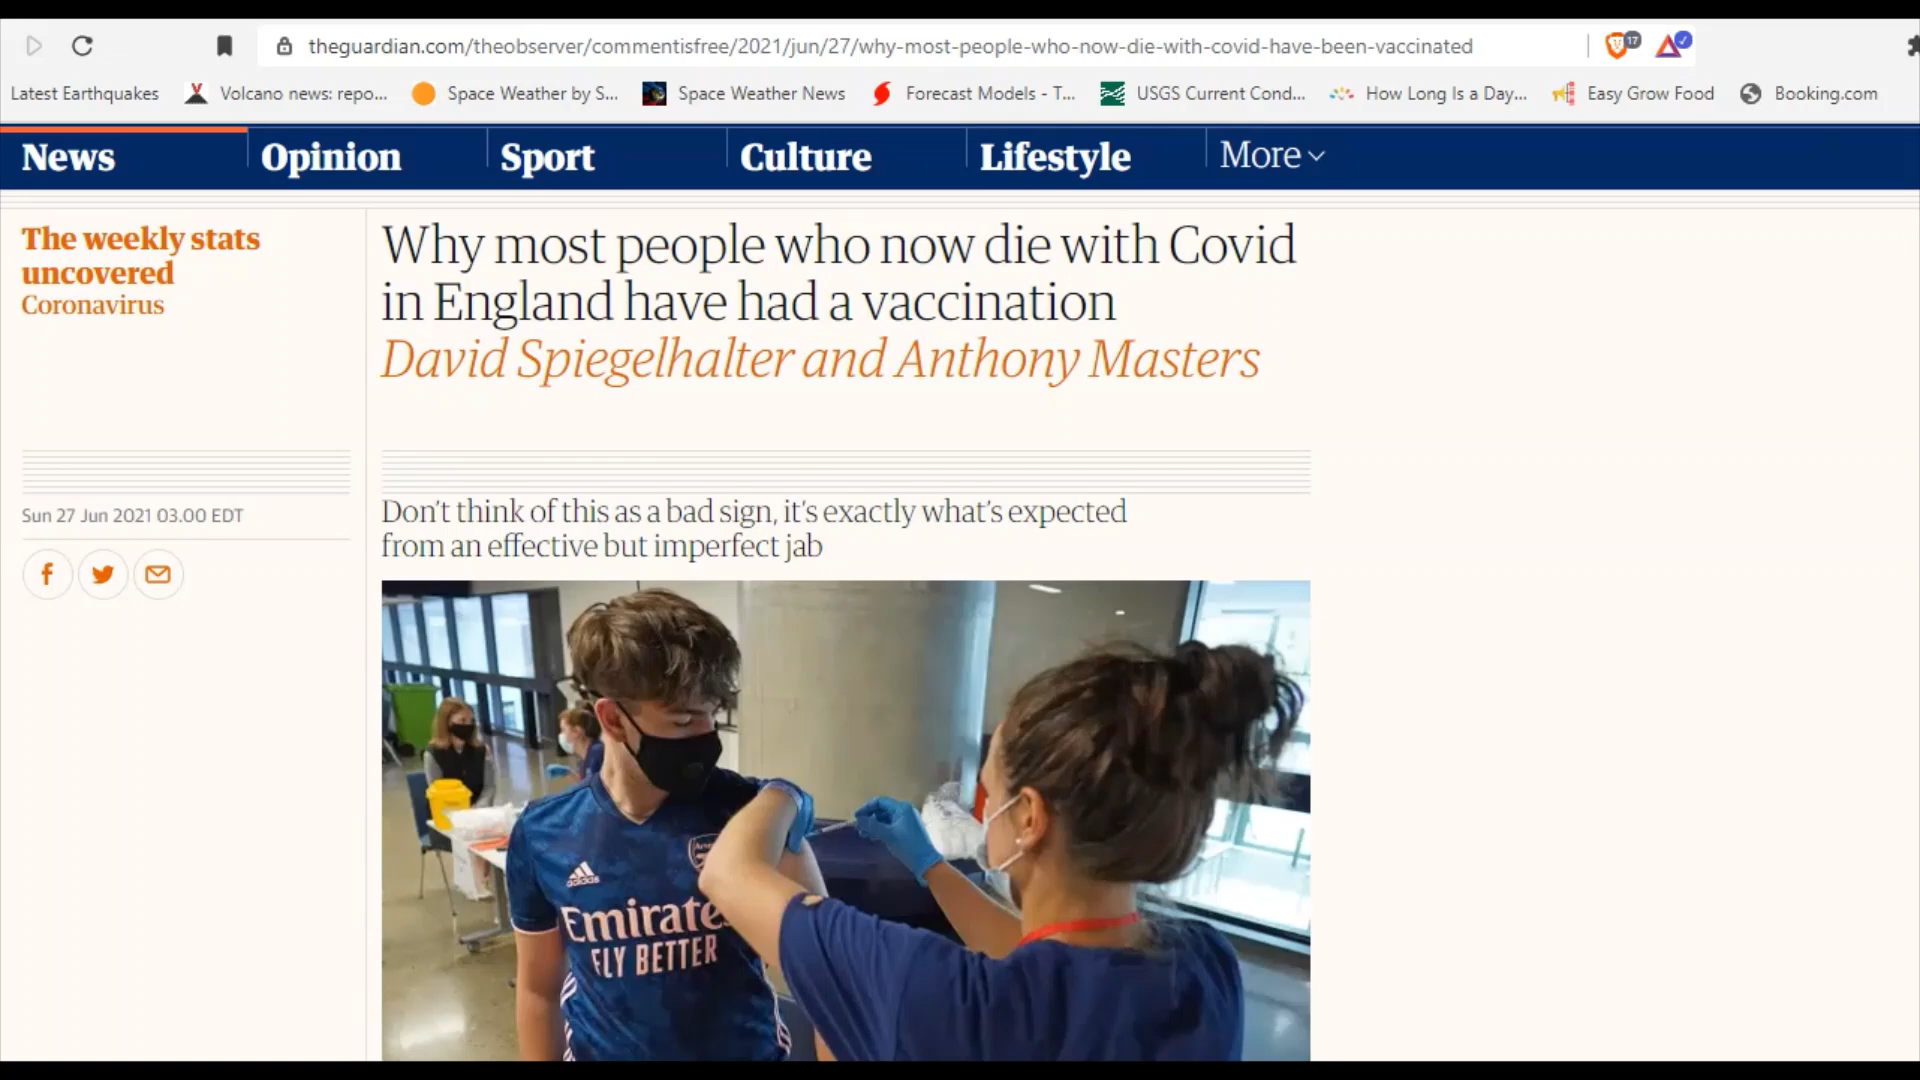 theguardian.com/theobserver/commentisfree/2021/jun/27/why-most-people-who-now-die-with-covid-have-been-vaccinated
17
Latest Earthquakes
Volcano news: repo...
Space Weather by S...
Space Weather News
Forecast Models - T...
USGS Current Cond...
How Long Is a Day...
Easy Grow Food
Booking.com
News
Opinion
Sport
Culture
Lifestyle
More
The weekly stats
uncovered
Coronavirus
Why most people who now die with Covid
in England have had a vaccination
David Spiegelhalter and Anthony Masters
Sun 27 Jun 2021 03.00 EDT
Don't think of this as a bad sign, it's exactly what's expected
from an effective but imperfect jab
adidas
Emirate
FLY BETTER